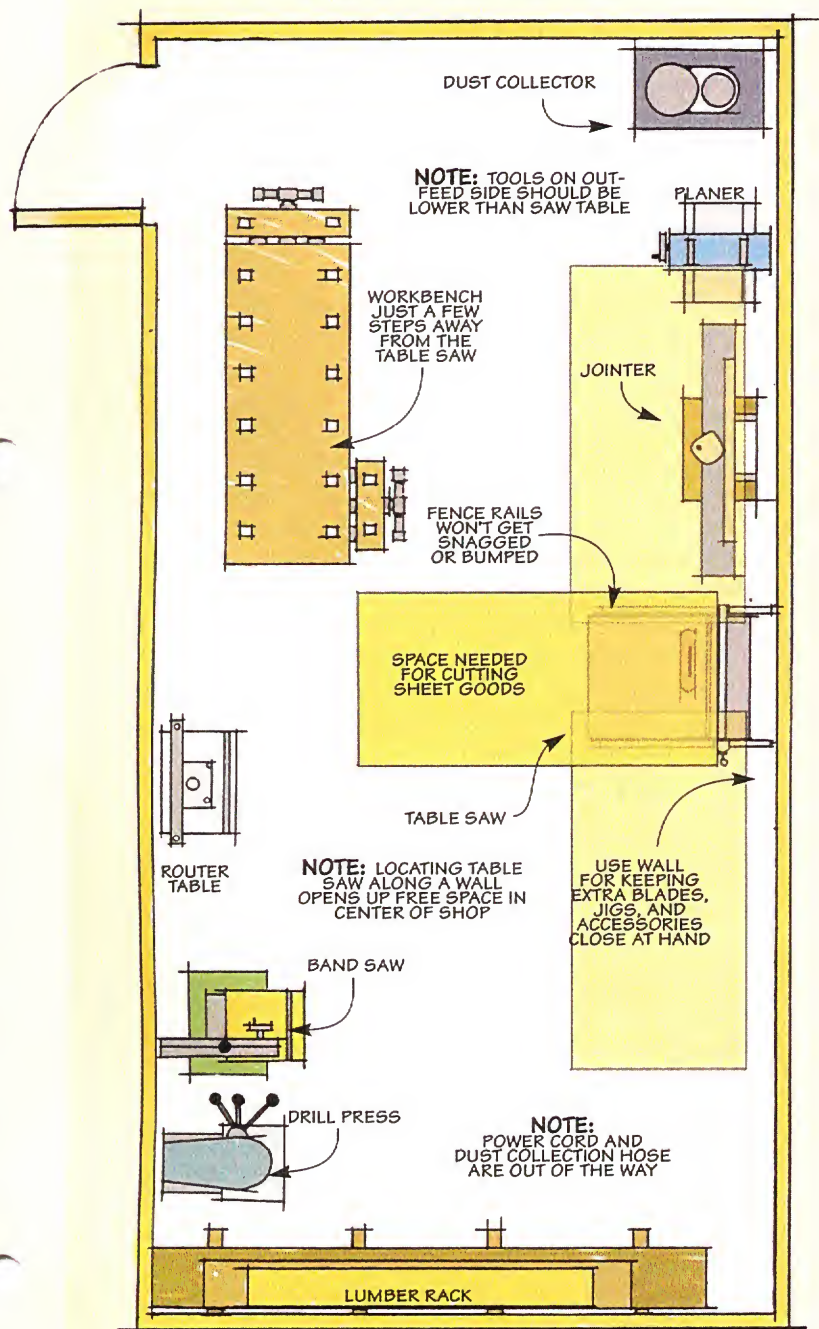 DUST COLLECTOR
NOTE: TOOLS ON OUT-
FEED SIDE SHOULD BE
LOWER THAN SAW TABLE
PLANER
WORKBENCH
JUST A FEW
STEPS AWAY
FROM THE
TABLE SAW
JOINTER
FENCE RAILS
WON'T GET
SNAGGED
OR BUMPED
SPACE NEEDED
FOR CUTTING
SHEET GOODS
TABLE SAW
ROUTER
TABLE
NOTE: LOCATING TABLE
SAW ALONG A WALL
OPENS UP FREE SPACE IN
CENTER OF SHOP
USE WALL
FOR KEEPING
EXTRA BLADES,
JIGS, AND
ACCESSORIES
CLOSE AT HAND
BAND SAW
DRILL PRESS
NOTE:
POWER CORD AND
DUST COLLECTION HOSE
ARE OUT OF THE WAY
LUMBER RACK